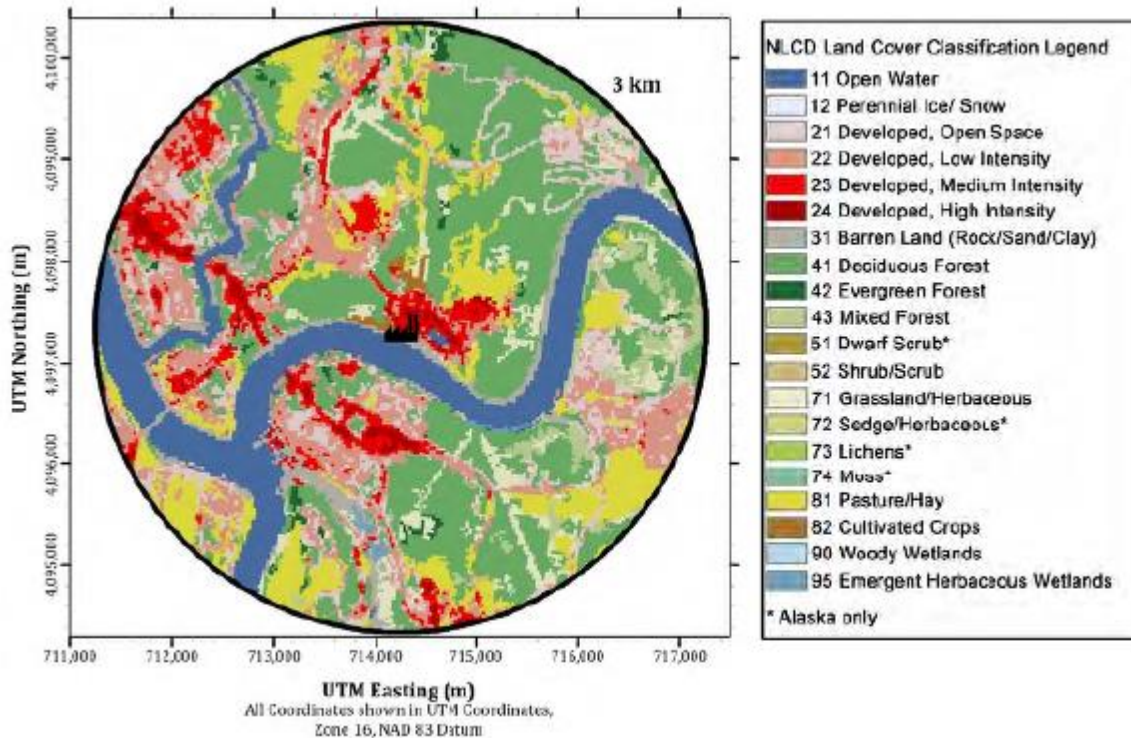 3 km
4,100,000
4,099,000
4,098,000
4,097,000
4,096,000
4,095,000
UTM Northing (m)
711,000 712,000 713,000 714,000 715,000 716,000 717,000
UTM Easting (m)
All Coordinates shown in UTM Coordinates,
Zone 16, NAD 83 Datum
NLCD Land Cover Classification Legend
11 Open Water
12 Perennial Ice/ Snow
21 Developed, Open Space
22 Developed, Low Intensity
23 Developed, Medium Intensity
24 Developed, High Intensity
31 Barren Land (Rock/Sand/Clay)
41 Deciduous Forest
42 Evergreen Forest
43 Mixed Forest
51 Dwarf Scrub*
52 Shrub/Scrub
71 Grassland/Herbaceous
72 Sedge/Herbaceous*
73 Lichens*
74 Moss*
81 Pasture/Hay
82 Cultivated Crops
90 Woody Wetlands
95 Emergent Herbaceous Wetlands
* Alaska only